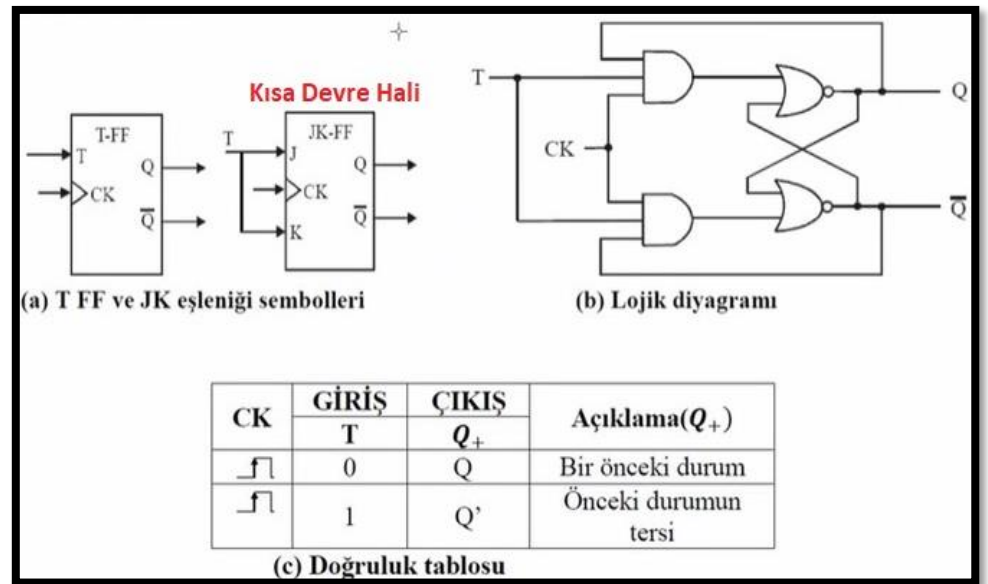 Kısa Devre Hali
T-FF
T
Q
CK
Q̅
T
JK-FF
J
Q
CK
Q̅
K
(a) T FF ve JK eşleniği sembolleri
T
CK
Q
Q̅
(b) Lojik diyagramı
CK
GİRİŞ
ÇIKIŞ
Açıklama(Q₊)
T
Q₊
0
Q
Bir önceki durum
1
Q’
Önceki durumun
tersi
(c) Doğruluk tablosu